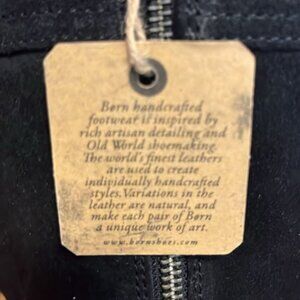 Børn handcrafted
footwear is inspired by
rich artisan detailing and
Old World shoemaking.
The world's finest leathers
are used to create
individually handcrafted
styles. Variations in the
leather are natural, and
make each pair of Børn
a unique work of art.
www.bornshoes.com